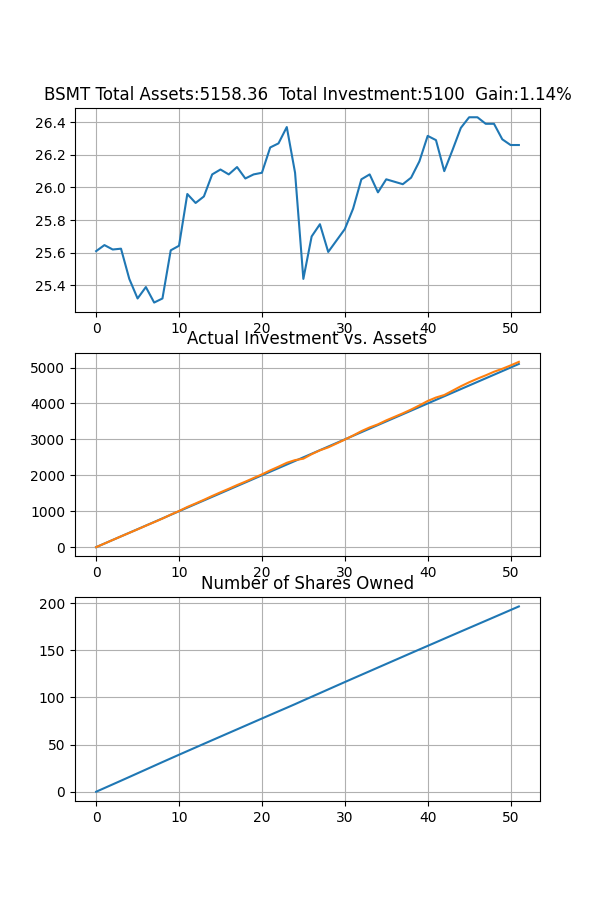 BSMT Total Assets:5158.36  Total Investment:5100  Gain:1.14%
26.4
26.2
26.0
25.8
25.6
25.4
0 10 20 30 40 50
Actual Investment vs. Assets
5000
4000
3000
2000
1000
0
0 10 20 30 40 50
Number of Shares Owned
200
150
100
50
0
0 10 20 30 40 50